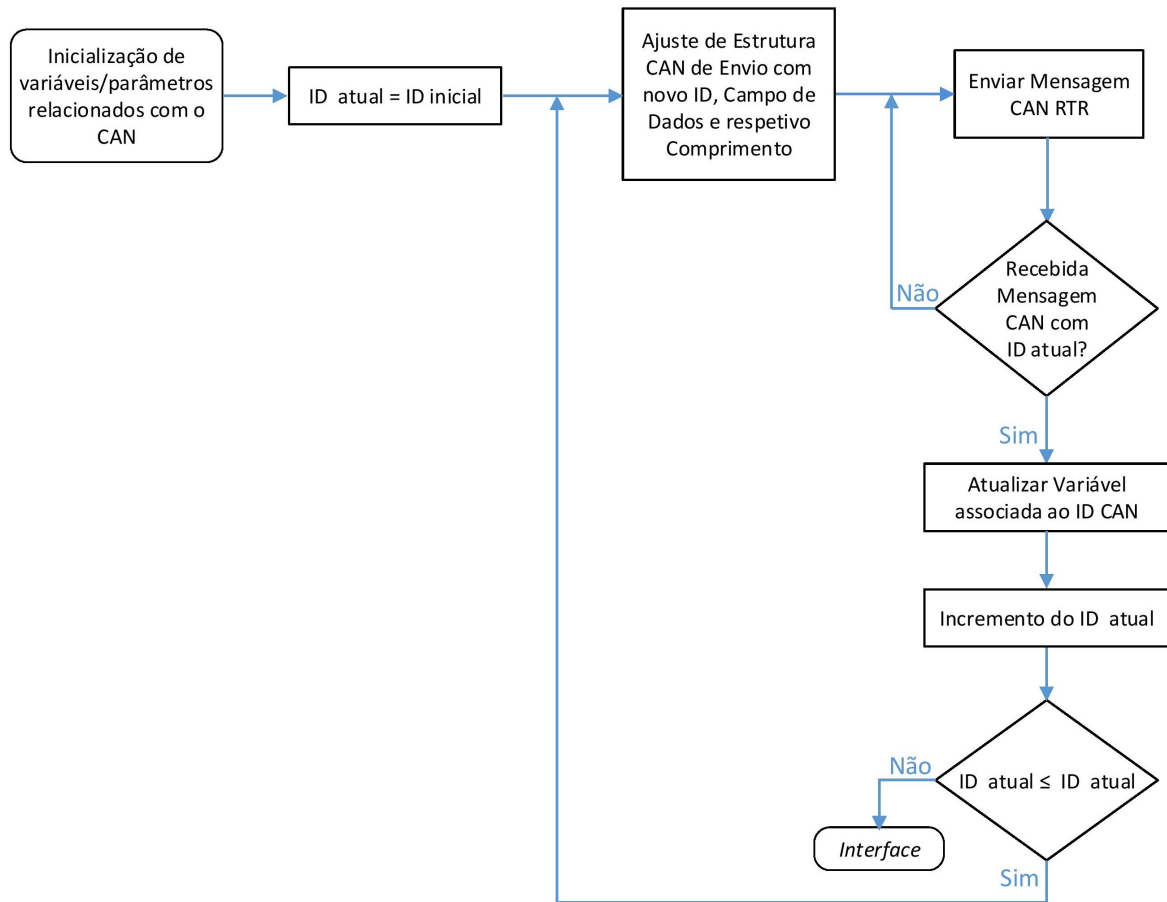 Inicialização de
variáveis/parâmetros
relacionados com o
CAN
ID atual = ID inicial
Ajuste de Estrutura
CAN de Envio com
novo ID, Campo de
Dados e respetivo
Comprimento
Enviar Mensagem
CAN RTR
Recebida
Mensagem
CAN com
ID atual?
Não
Sim
Atualizar Variável
associada ao ID CAN
Incremento do ID atual
ID atual ≤ ID atual
Não
Interface
Sim